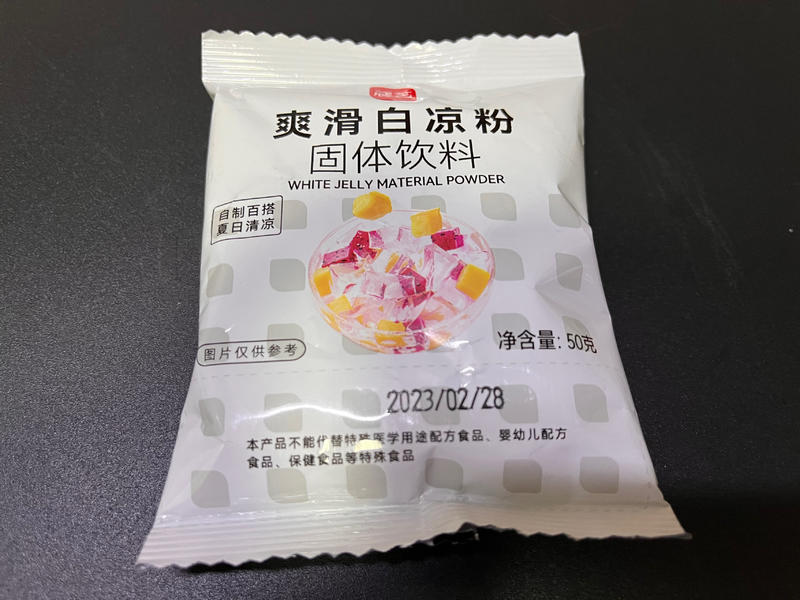 爽滑白凉粉
固体饮料
WHITE JELLY MATERIAL POWDER
自制百搭
夏日清凉
图片仅供参考
净含量: 50克
2023/02/28
本产品不能代替特殊医学用途配方食品、婴幼儿配方
食品、保健食品等特殊食品